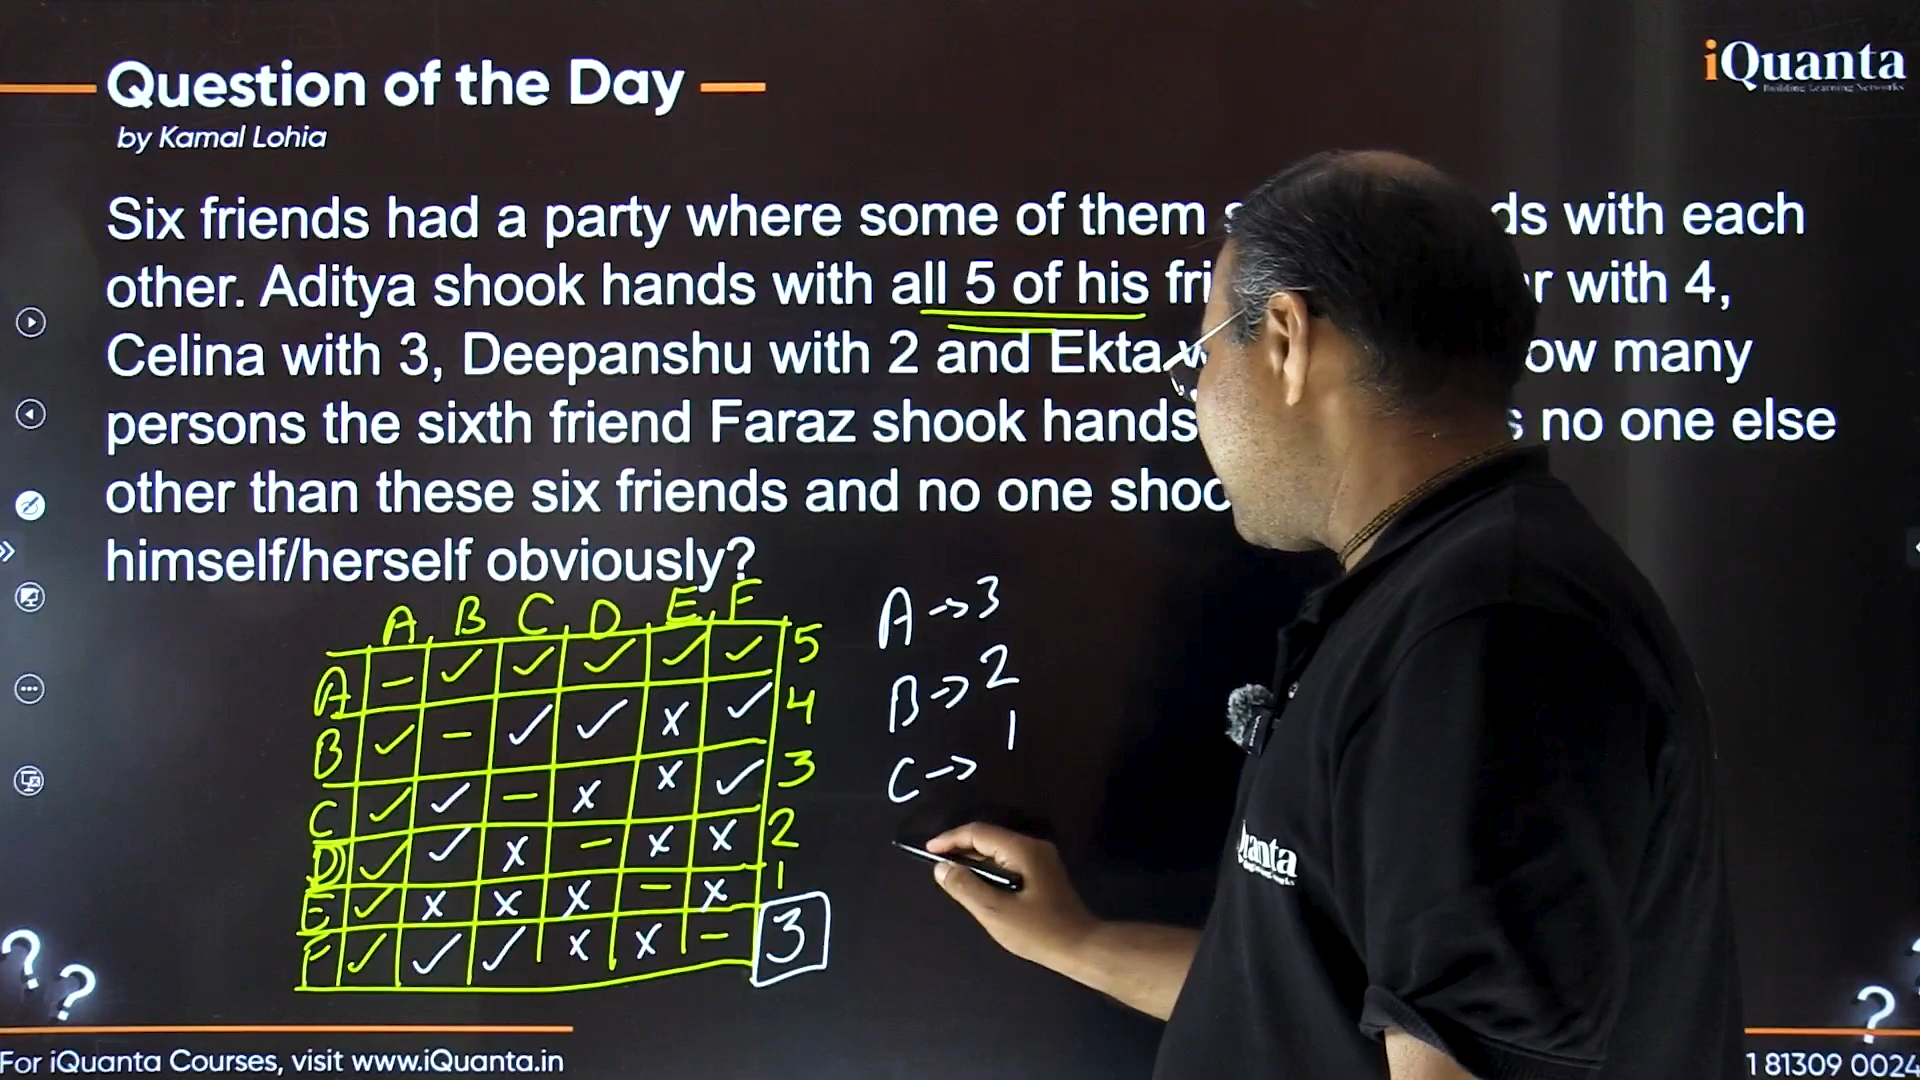 Question of the Day
by Kamal Lohia
iQuanta
Building Learning Networks
Six friends had a party where some of them with each
other. Aditya shook hands with all 5 of his with 4,
Celina with 3, Deepanshu with 2 and Ekta many
persons the sixth friend Faraz shook hands no one else
other than these six friends and no one
himself/herself obviously?
A B C D E F
A - ✓ ✓ ✓ ✓ ✓ 5
B ✓ - ✓ ✓ x ✓ 4
C ✓ ✓ - x x ✓ 3
D ✓ ✓ x - x x 2
E ✓ x x x - x 1
F ✓ ✓ ✓ x x - 3
A → 3
B → 2
C → 1
? ?
?
For iQuanta Courses, visit www.iQuanta.in
1 81309 0024